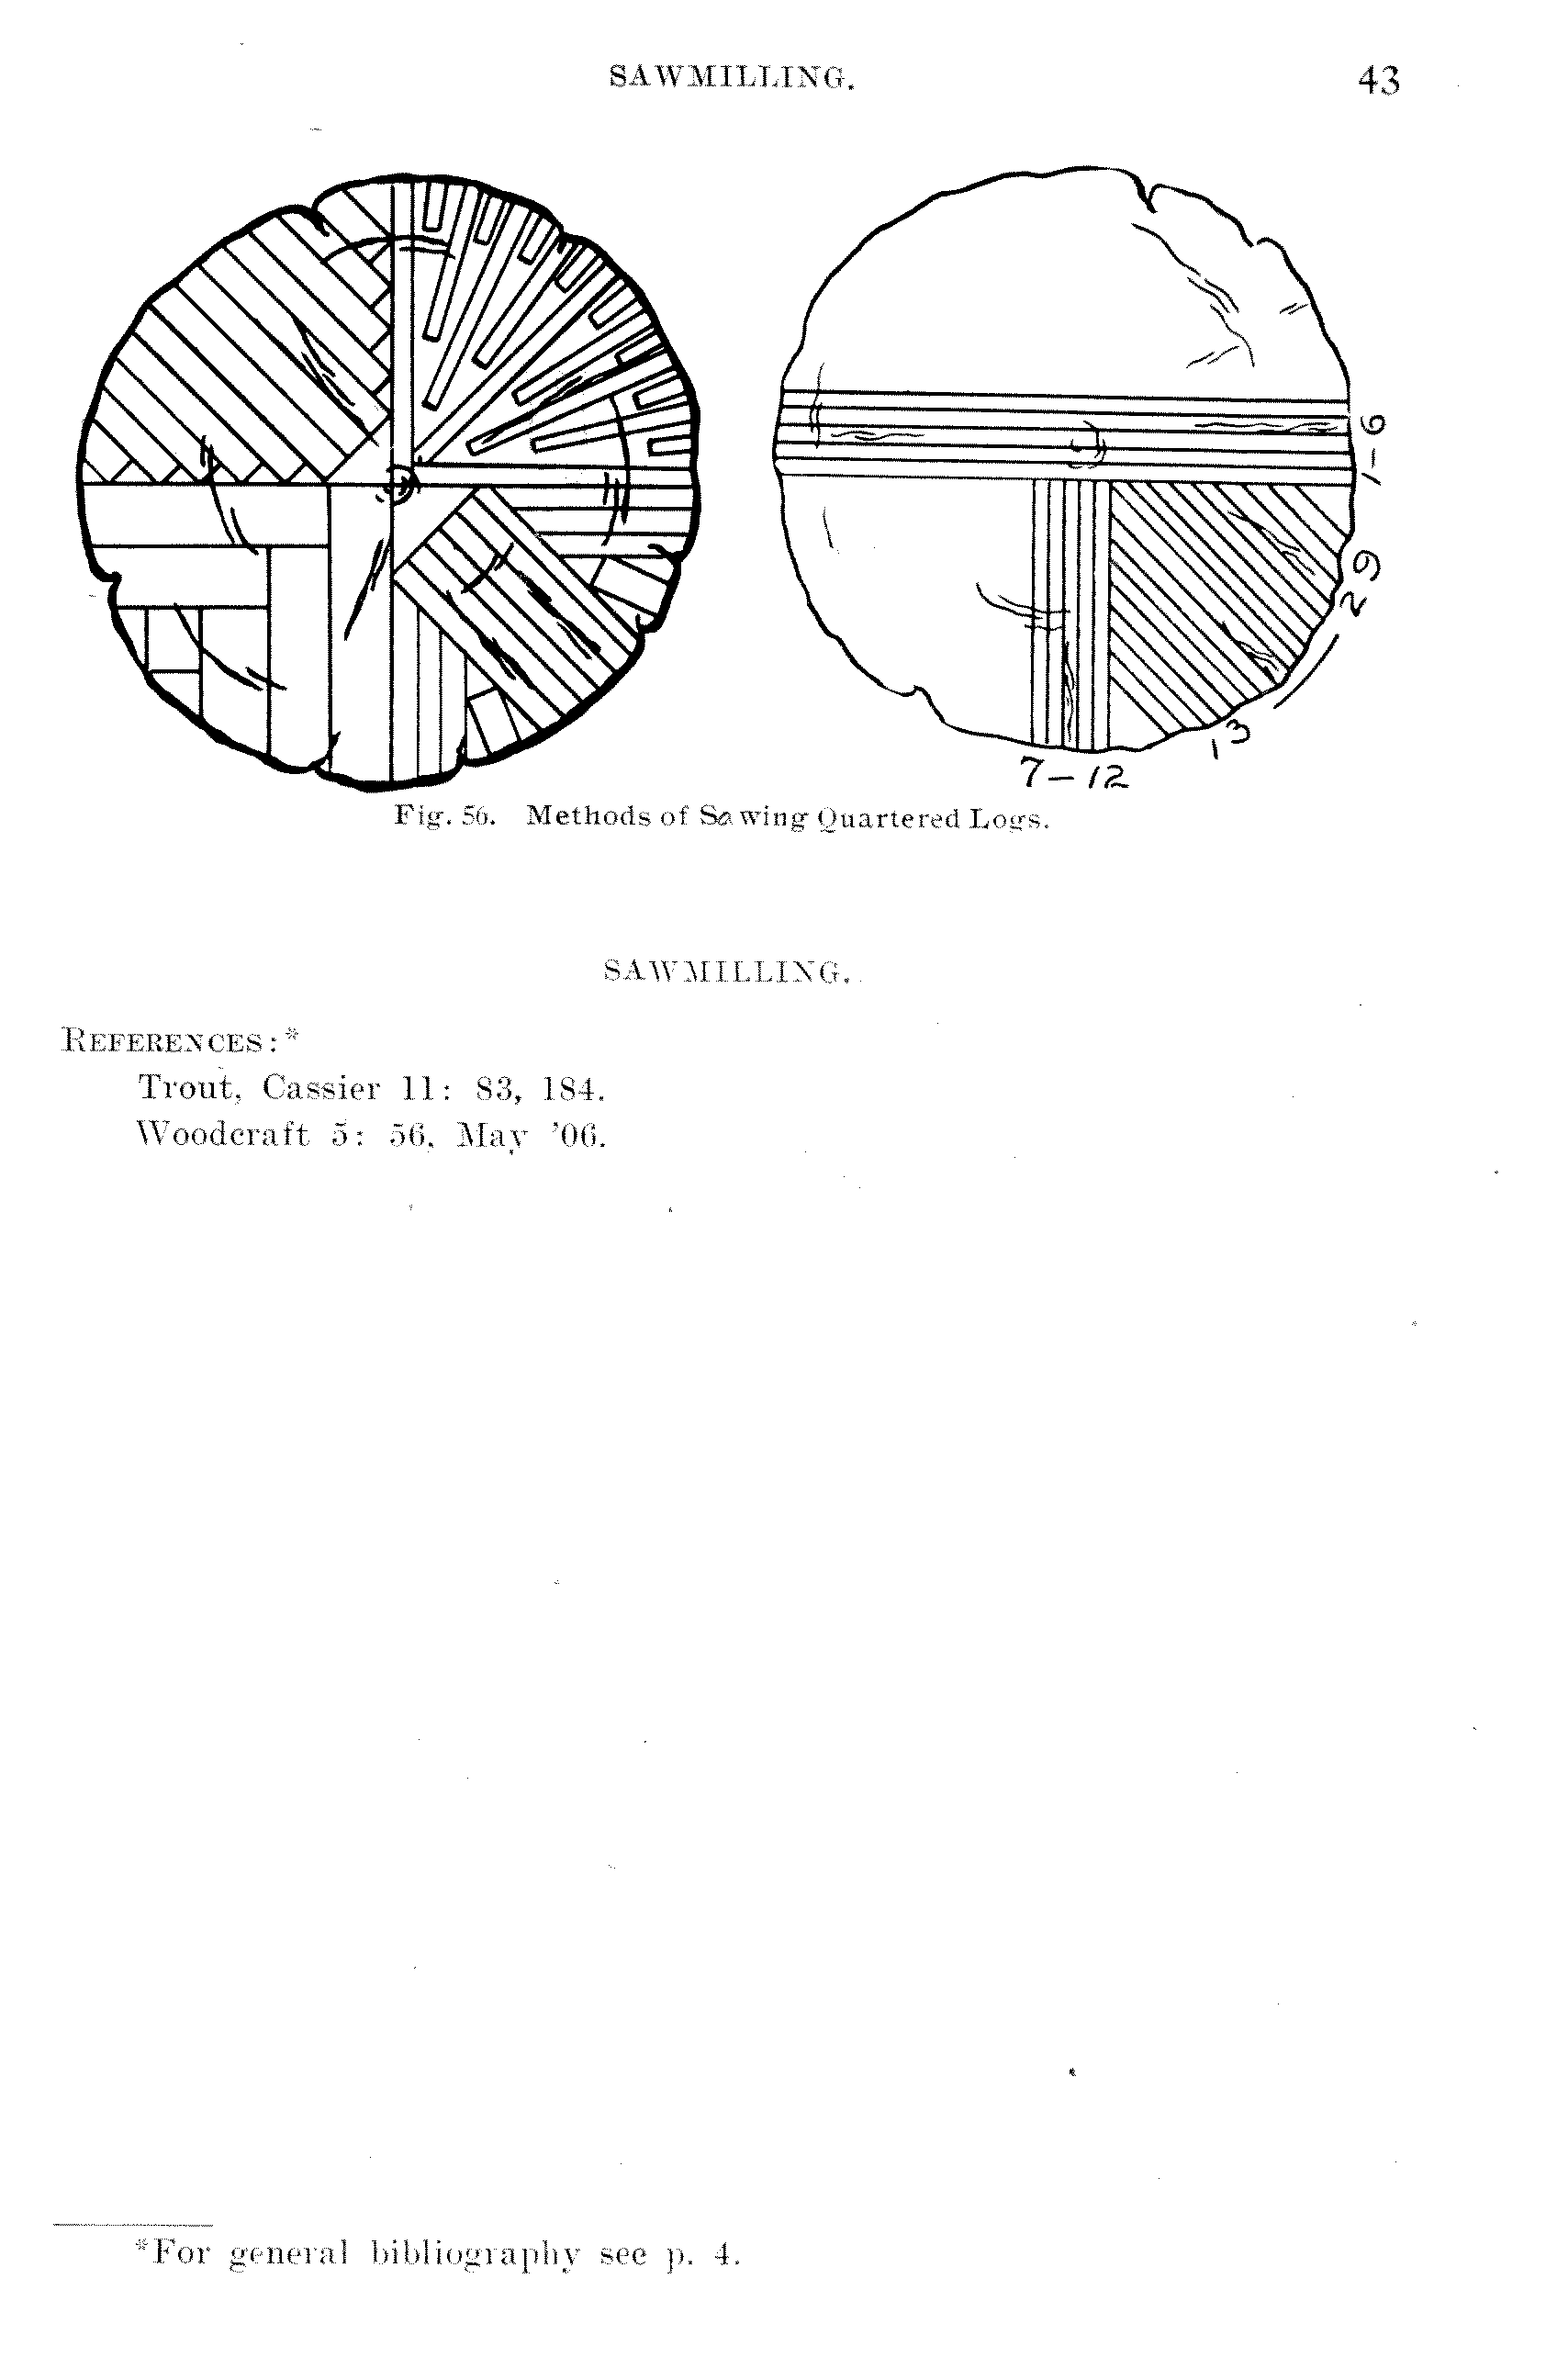 SAWMILLING. 43
1–6
29
13
7–12
Fig. 56. Methods of Sawing Quartered Logs.
SAWMILLING.
REFERENCES:*
Trout, Cassier 11: 83, 184.
Woodcraft 5: 56, May '06.
*For general bibliography see p. 4.